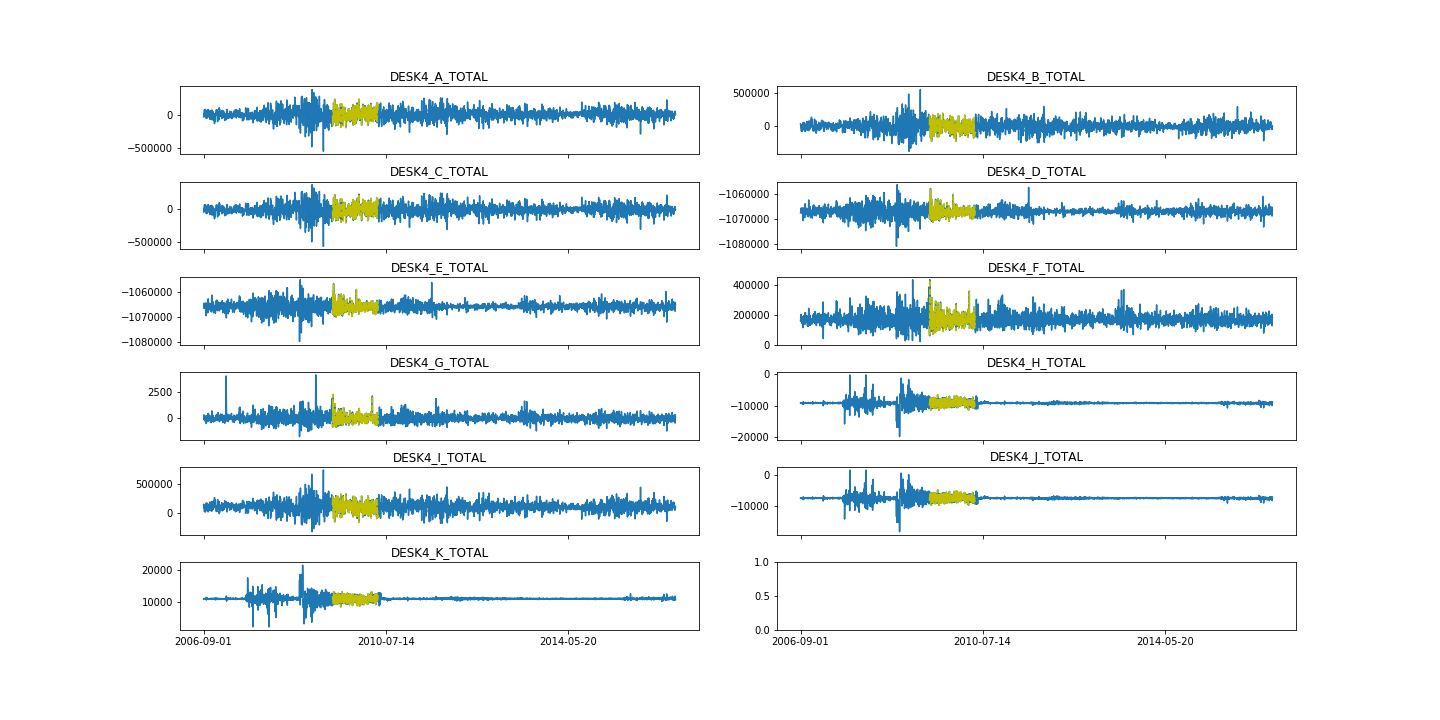 DESK4_A_TOTAL
0
−500000
DESK4_B_TOTAL
500000
0
DESK4_C_TOTAL
0
−500000
DESK4_D_TOTAL
−1060000
−1070000
−1080000
DESK4_E_TOTAL
−1060000
−1070000
−1080000
DESK4_F_TOTAL
400000
200000
0
DESK4_G_TOTAL
2500
0
DESK4_H_TOTAL
0
−10000
−20000
DESK4_I_TOTAL
500000
0
DESK4_J_TOTAL
0
−10000
DESK4_K_TOTAL
20000
10000
2006-09-01 2010-07-14 2014-05-20
1.0
0.5
0.0
2006-09-01 2010-07-14 2014-05-20